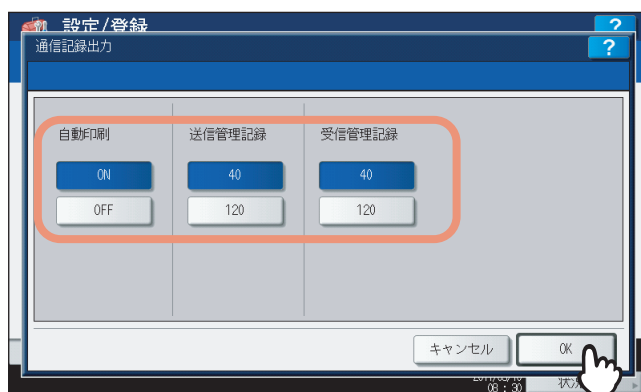 設定/登録
?
通信記録出力
?
自動印刷 送信管理記録 受信管理記録
ON 40 40
OFF 120 120
キャンセル OK
08:30